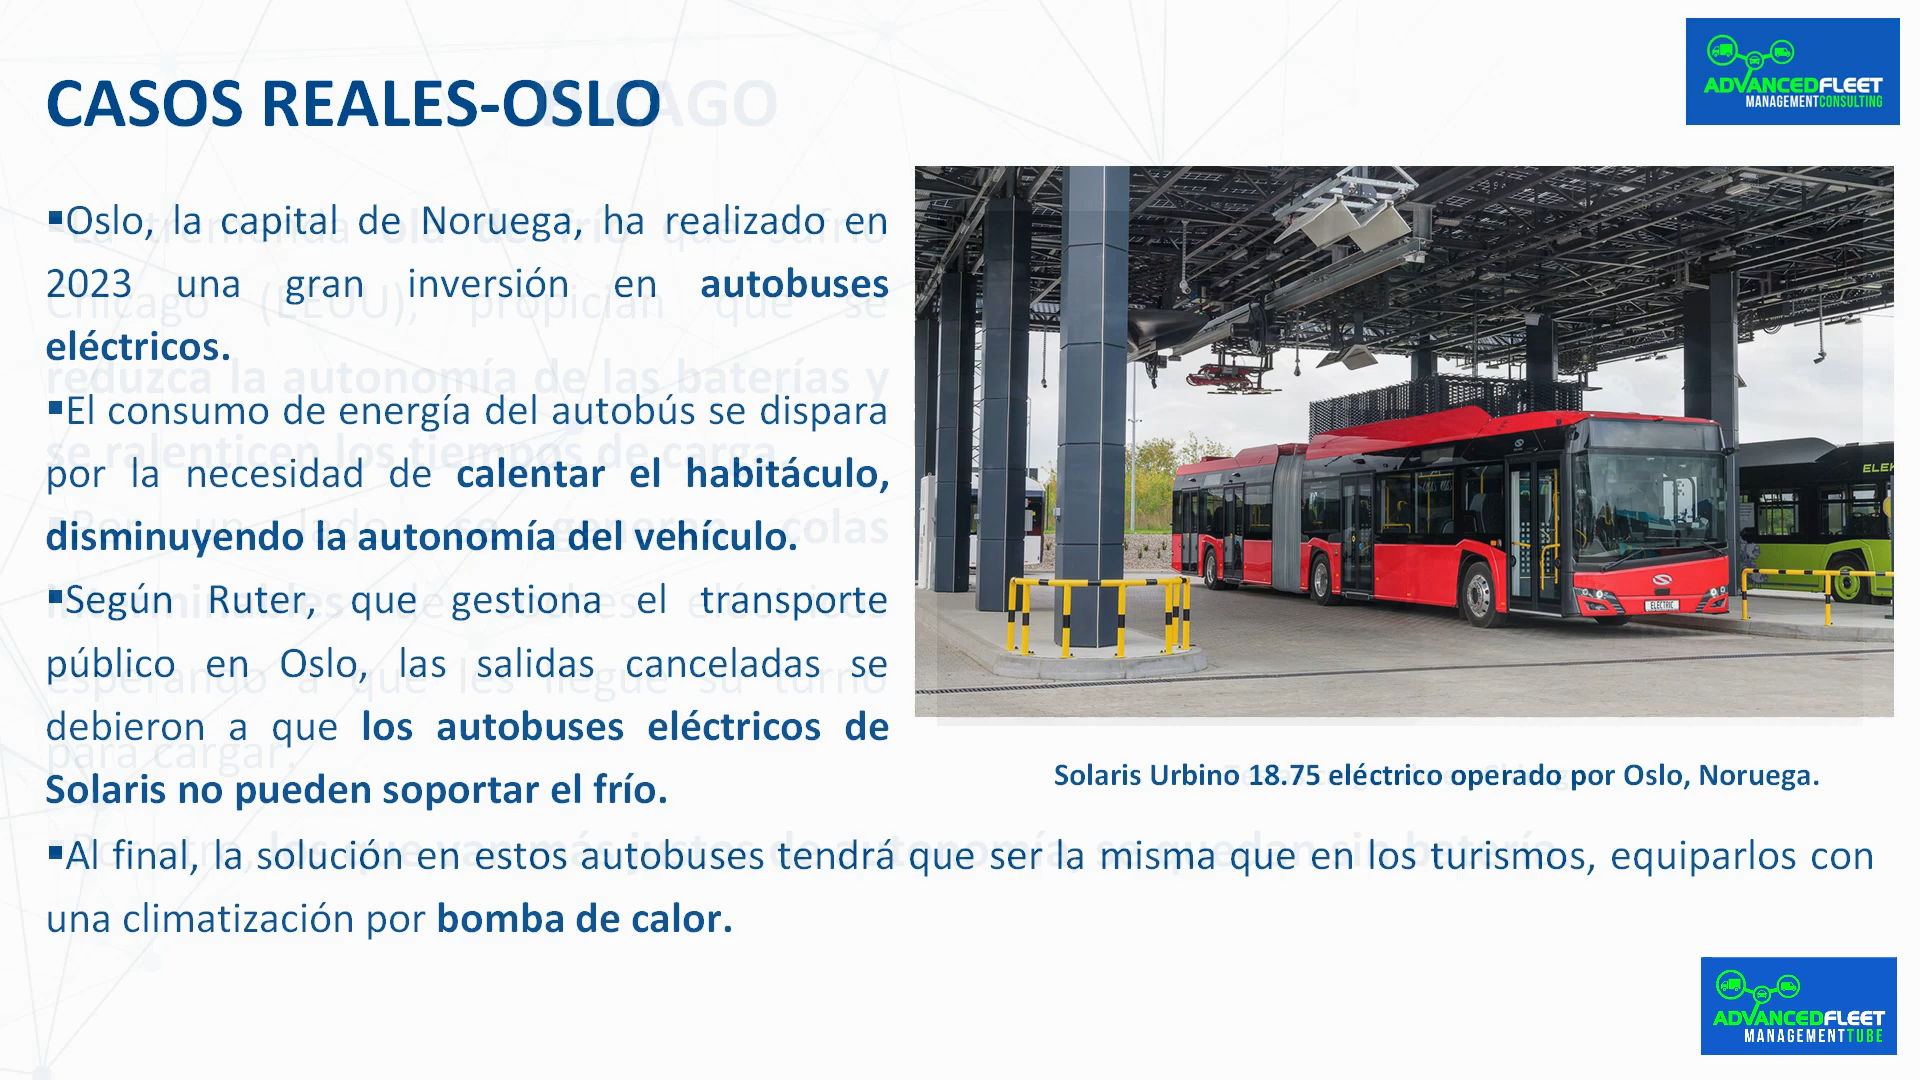 CASOS REALES-OSLO
ADVANCEDFLEET
MANAGEMENTCONSULTING
▪Oslo, la capital de Noruega, ha realizado en
2023 una gran inversión en autobuses
eléctricos.
▪El consumo de energía del autobús se dispara
por la necesidad de calentar el habitáculo,
disminuyendo la autonomía del vehículo.
▪Según Ruter, que gestiona el transporte
público en Oslo, las salidas canceladas se
debieron a que los autobuses eléctricos de
Solaris no pueden soportar el frío.
ELECTRIC
Solaris Urbino 18.75 eléctrico operado por Oslo, Noruega.
▪Al final, la solución en estos autobuses tendrá que ser la misma que en los turismos, equiparlos con
una climatización por bomba de calor.
ADVANCEDFLEET
MANAGEMENTTUBE